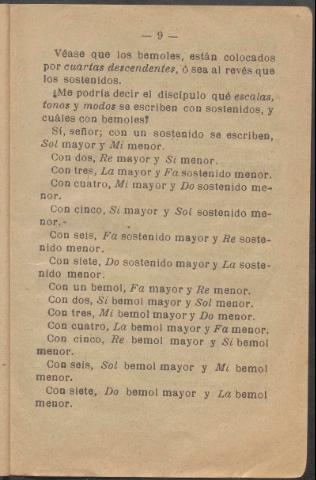 — 9 —
Véase que los bemoles, están colocados
por cuartas descendentes, ó sea al revés que
los sostenidos.
¿Me podría decir el discípulo qué escalas,
tonos y modos se escriben con sostenidos, y
cuáles con bemoles?
Sí, señor; con un sostenido se escriben,
Sol mayor y Mi menor.
Con dos, Re mayor y Si menor.
Con tres, La mayor y Fa sostenido menor.
Con cuatro, Mi mayor y Do sostenido me-
nor.
Con cinco, Si mayor y Sol sostenido me-
nor.
Con seis, Fa sostenido mayor y Re soste-
nido menor.
Con siete, Do sostenido mayor y La soste-
nido menor.
Con un bemol, Fa mayor y Re menor.
Con dos, Si bemol mayor y Sol menor.
Con tres, Mi bemol mayor y Do menor.
Con cuatro, La bemol mayor y Fa menor.
Con cinco, Re bemol mayor y Si bemol
menor.
Con seis, Sol bemol mayor y Mi bemol
menor.
Con siete, Do bemol mayor y La bemol
menor.